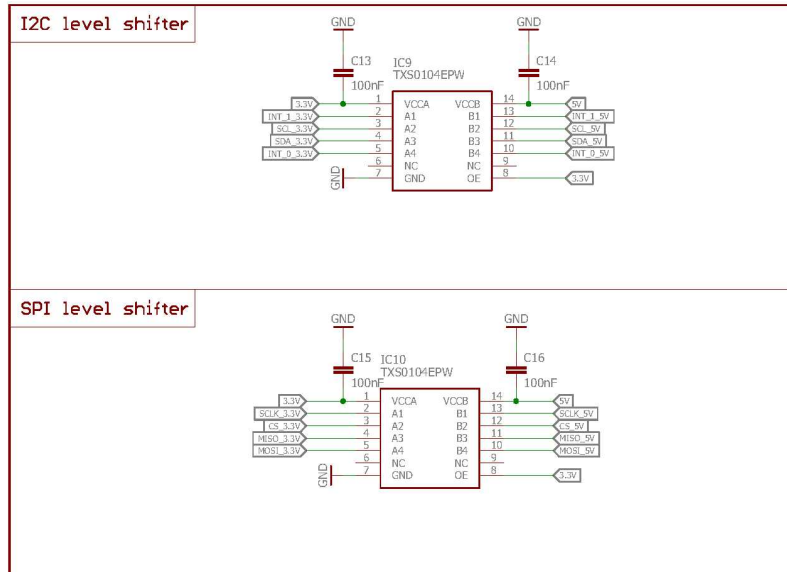 I2C level shifter
GND
GND
C13
100nF
IC9
TXS0104EPW
C14
100nF
3.3V 1 VCCA VCCB 14 5V
INT_1_3.3V 2 A1 B1 13 INT_1_5V
SCL_3.3V 3 A2 B2 12 SCL_5V
SDA_3.3V 4 A3 B3 11 SDA_5V
INT_0_3.3V 5 A4 B4 10 INT_0_5V
6 NC NC 9
GND 7 GND OE 8 3.3V
SPI level shifter
GND
GND
C15
100nF
IC10
TXS0104EPW
C16
100nF
3.3V 1 VCCA VCCB 14 5V
SCLK_3.3V 2 A1 B1 13 SCLK_5V
CS_3.3V 3 A2 B2 12 CS_5V
MISO_3.3V 4 A3 B3 11 MISO_5V
MOSI_3.3V 5 A4 B4 10 MOSI_5V
6 NC NC 9
GND 7 GND OE 8 3.3V